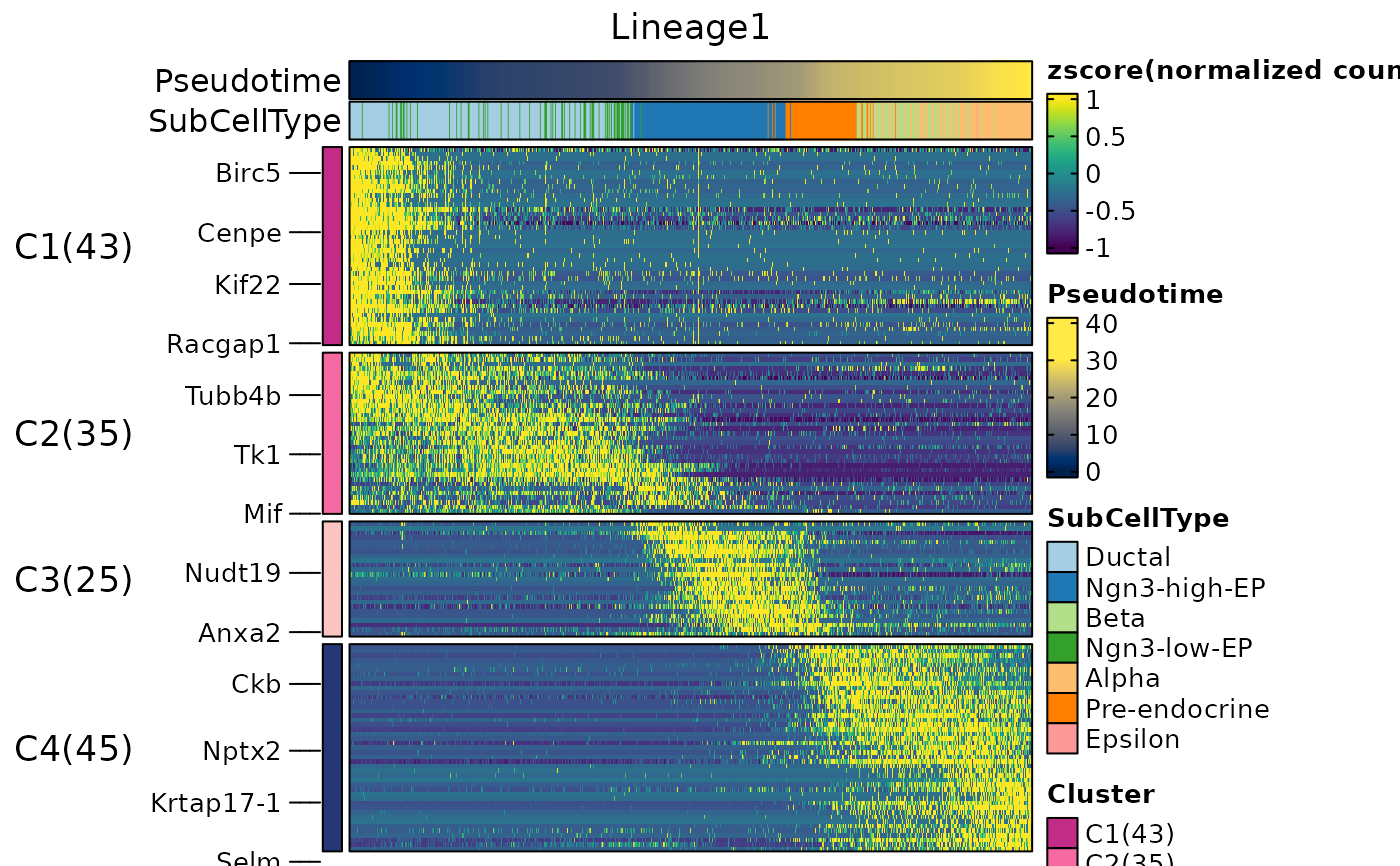 Lineage1
Pseudotime
SubCellType
C1(43)
Birc5
Cenpe
Kif22
Racgap1
C2(35)
Tubb4b
Tk1
Mif
C3(25)
Nudt19
Anxa2
C4(45)
Ckb
Nptx2
Krtap17-1
Selm
zscore(normalized coun
1
0.5
0
-0.5
-1
Pseudotime
40
30
20
10
0
SubCellType
Ductal
Ngn3-high-EP
Beta
Ngn3-low-EP
Alpha
Pre-endocrine
Epsilon
Cluster
C1(43)
C2(35)